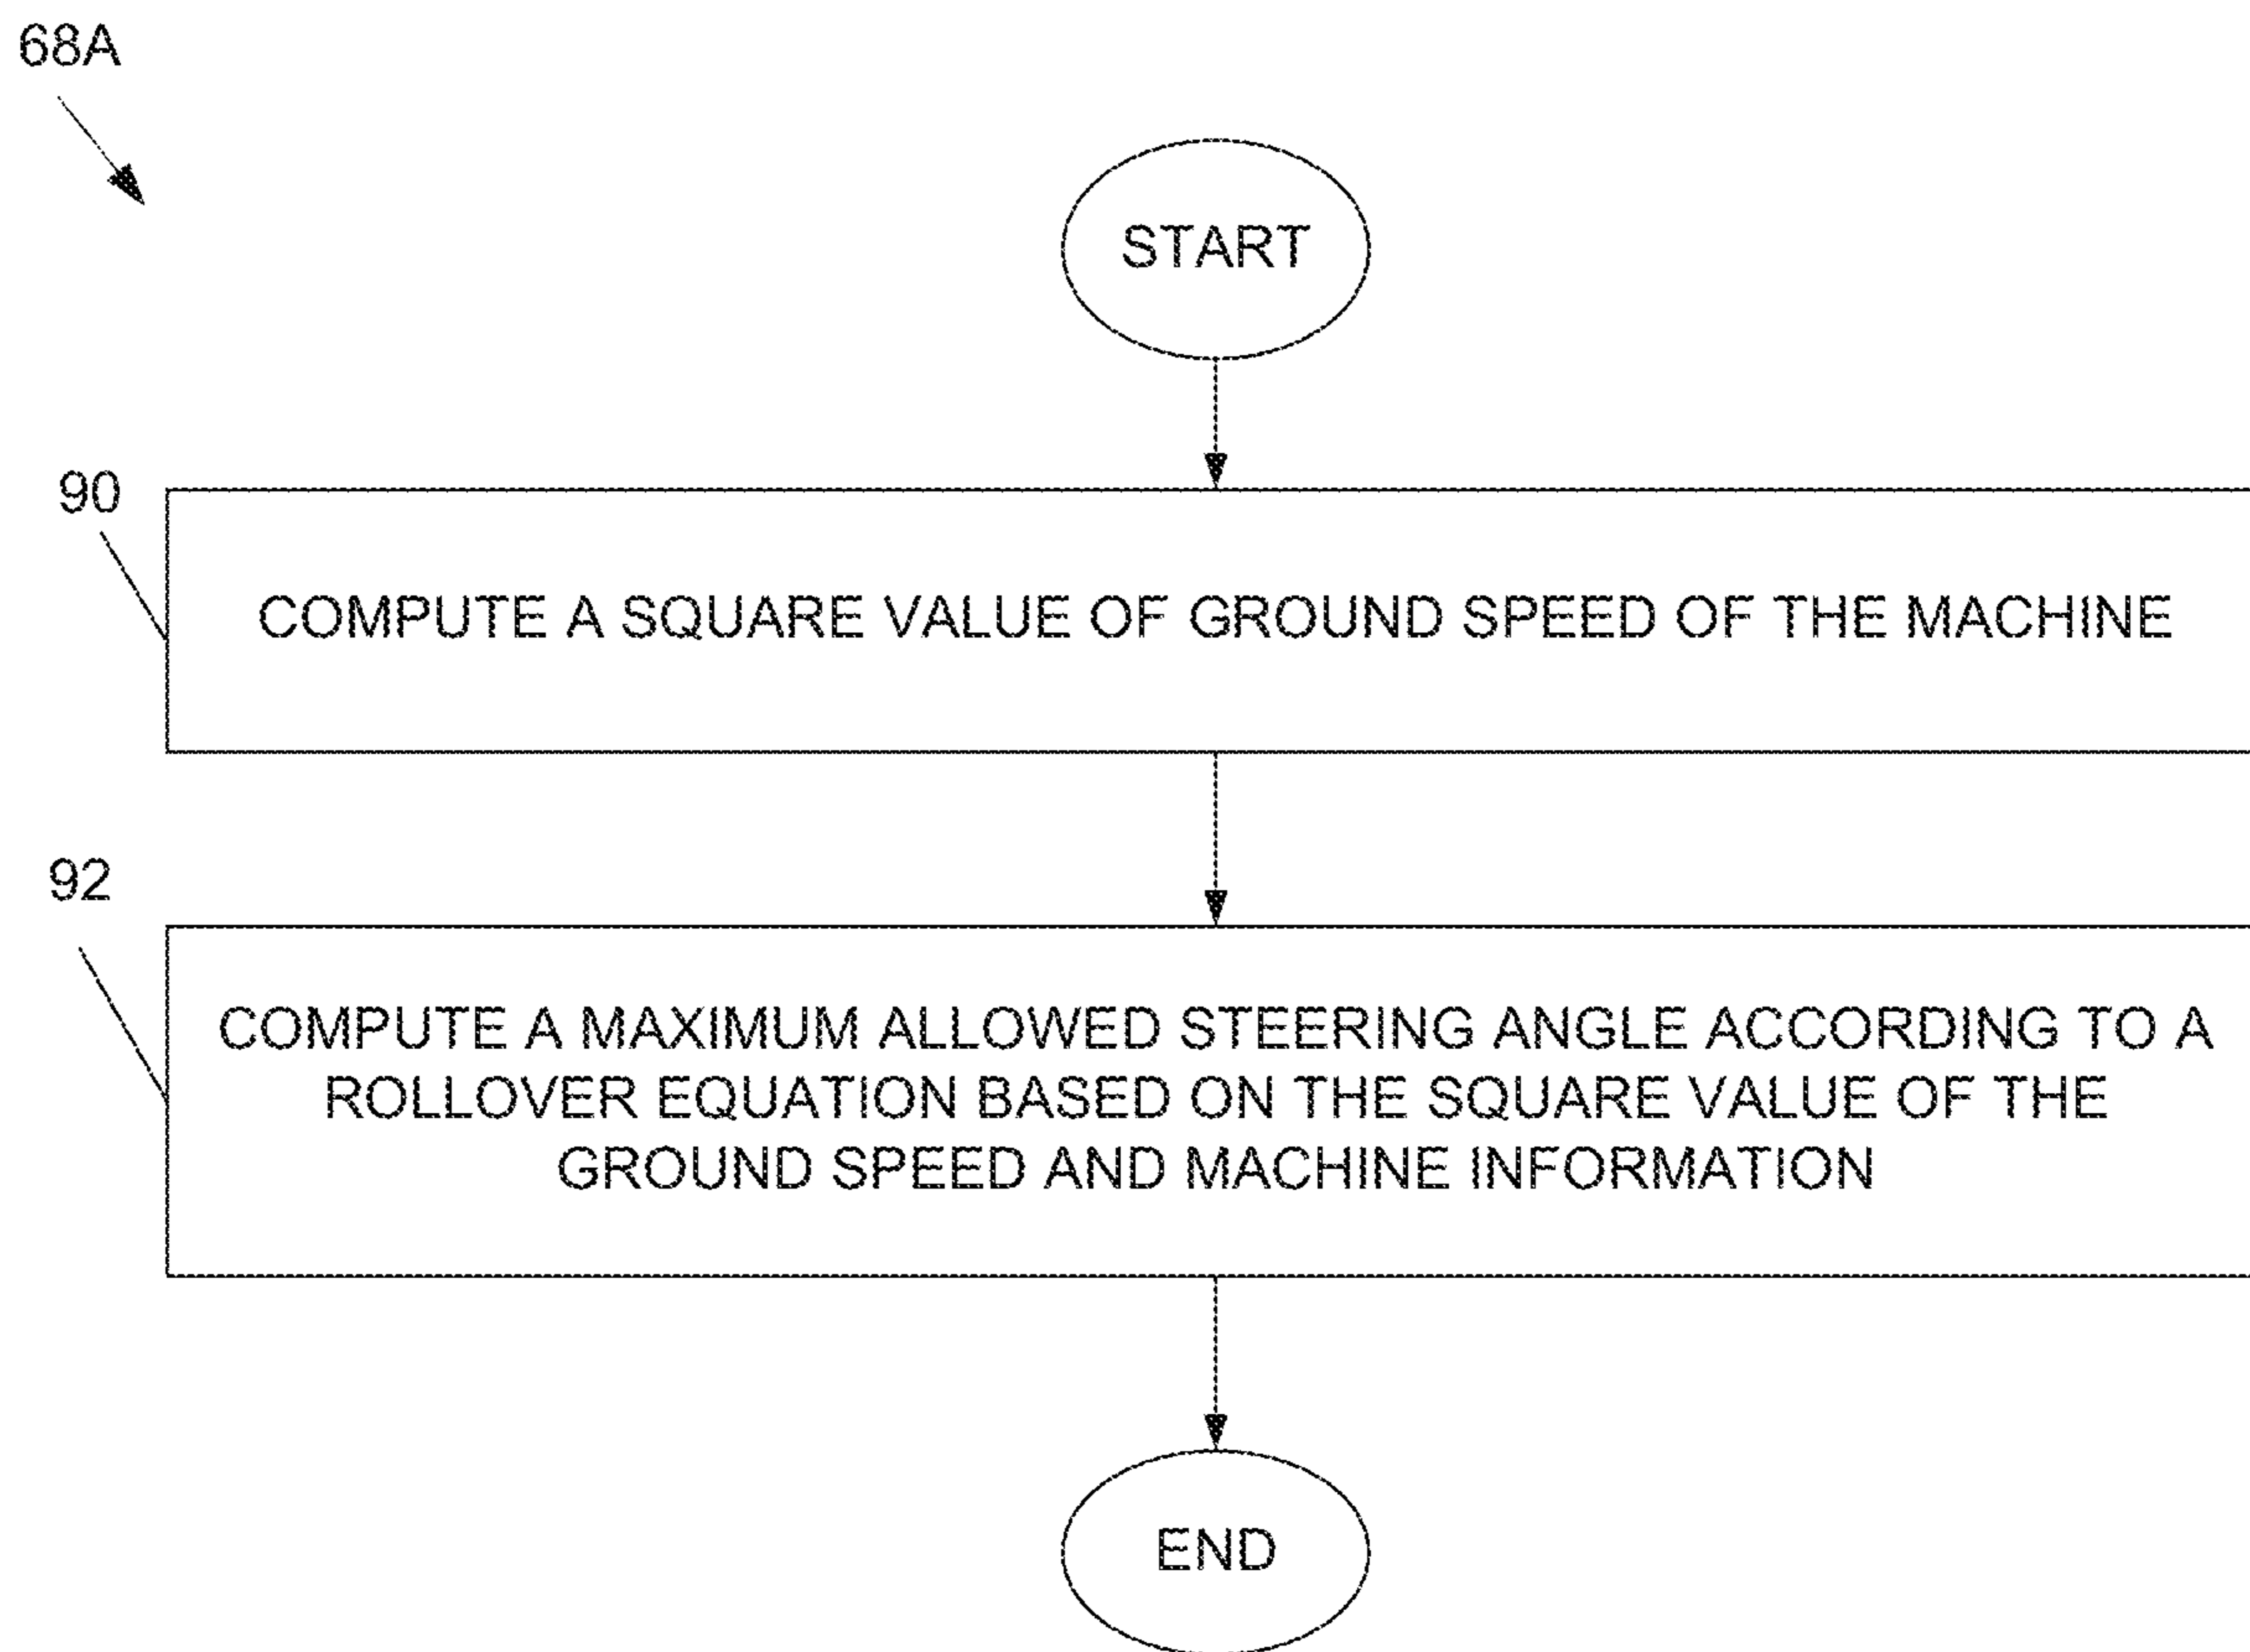 68A
START
90
COMPUTE A SQUARE VALUE OF GROUND SPEED OF THE MACHINE
92
COMPUTE A MAXIMUM ALLOWED STEERING ANGLE ACCORDING TO A
ROLLOVER EQUATION BASED ON THE SQUARE VALUE OF THE
GROUND SPEED AND MACHINE INFORMATION
END